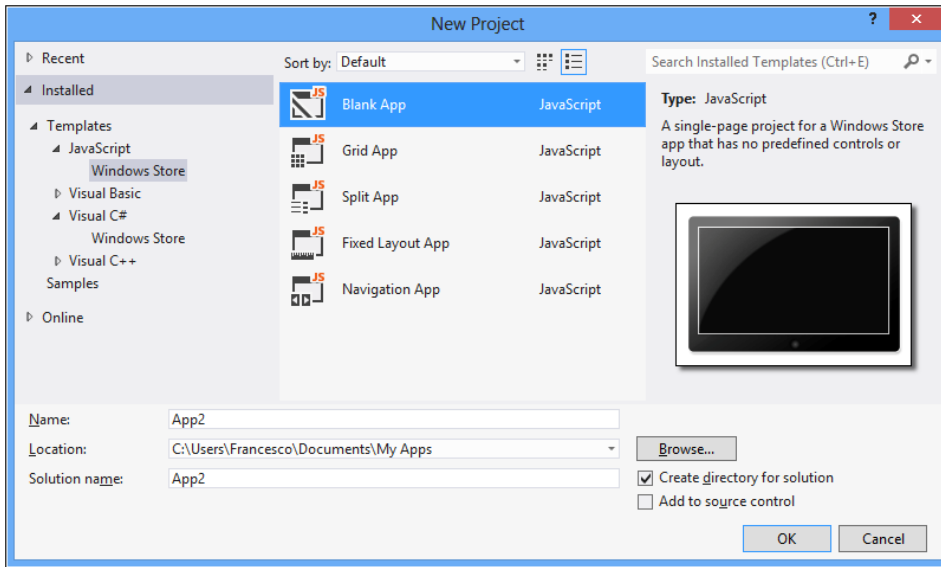 New Project
?
Recent
Installed
Templates
JavaScript
Windows Store
Visual Basic
Visual C#
Windows Store
Visual C++
Samples
Online
Sort by: Default
JS
Blank App JavaScript
JS
Grid App JavaScript
JS
Split App JavaScript
JS
Fixed Layout App JavaScript
JS
Navigation App JavaScript
Search Installed Templates (Ctrl+E)
Type: JavaScript
A single-page project for a Windows Store
app that has no predefined controls or
layout.
Name: App2
Location: C:\Users\Francesco\Documents\My Apps
Browse...
Solution name: App2
Create directory for solution
Add to source control
OK Cancel